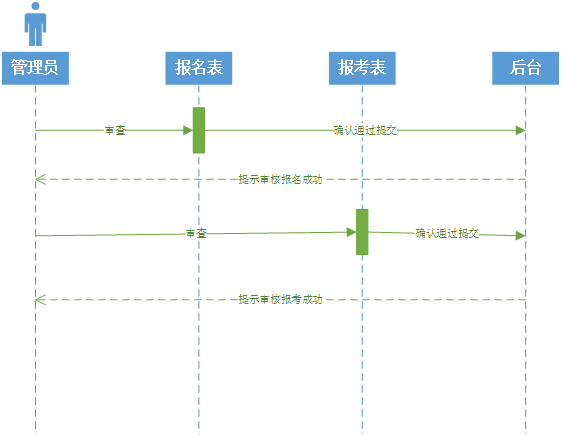 管理员
报名表
报考表
后台
审查
确认通过提交
提示审核报名成功
审查
确认通过提交
提示审核报考成功